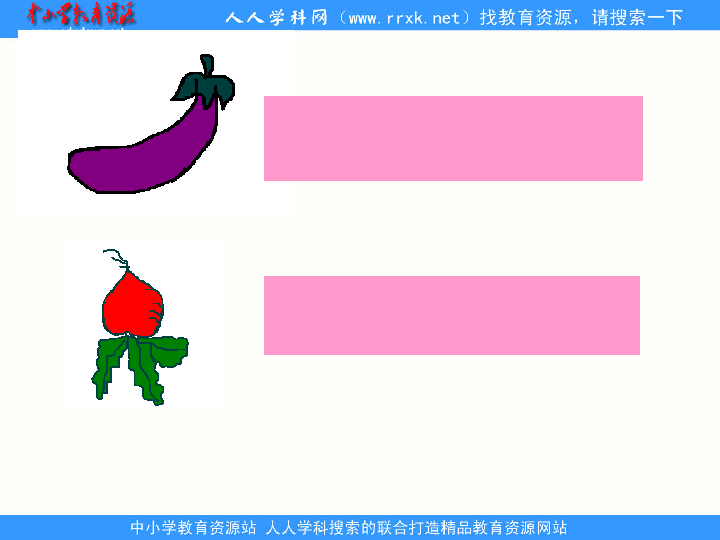 中小学教育资源
人人学科网（www.rrxk.net）找教育资源，请搜索一下
中小学教育资源站 人人学科搜索的联合打造精品教育资源网站